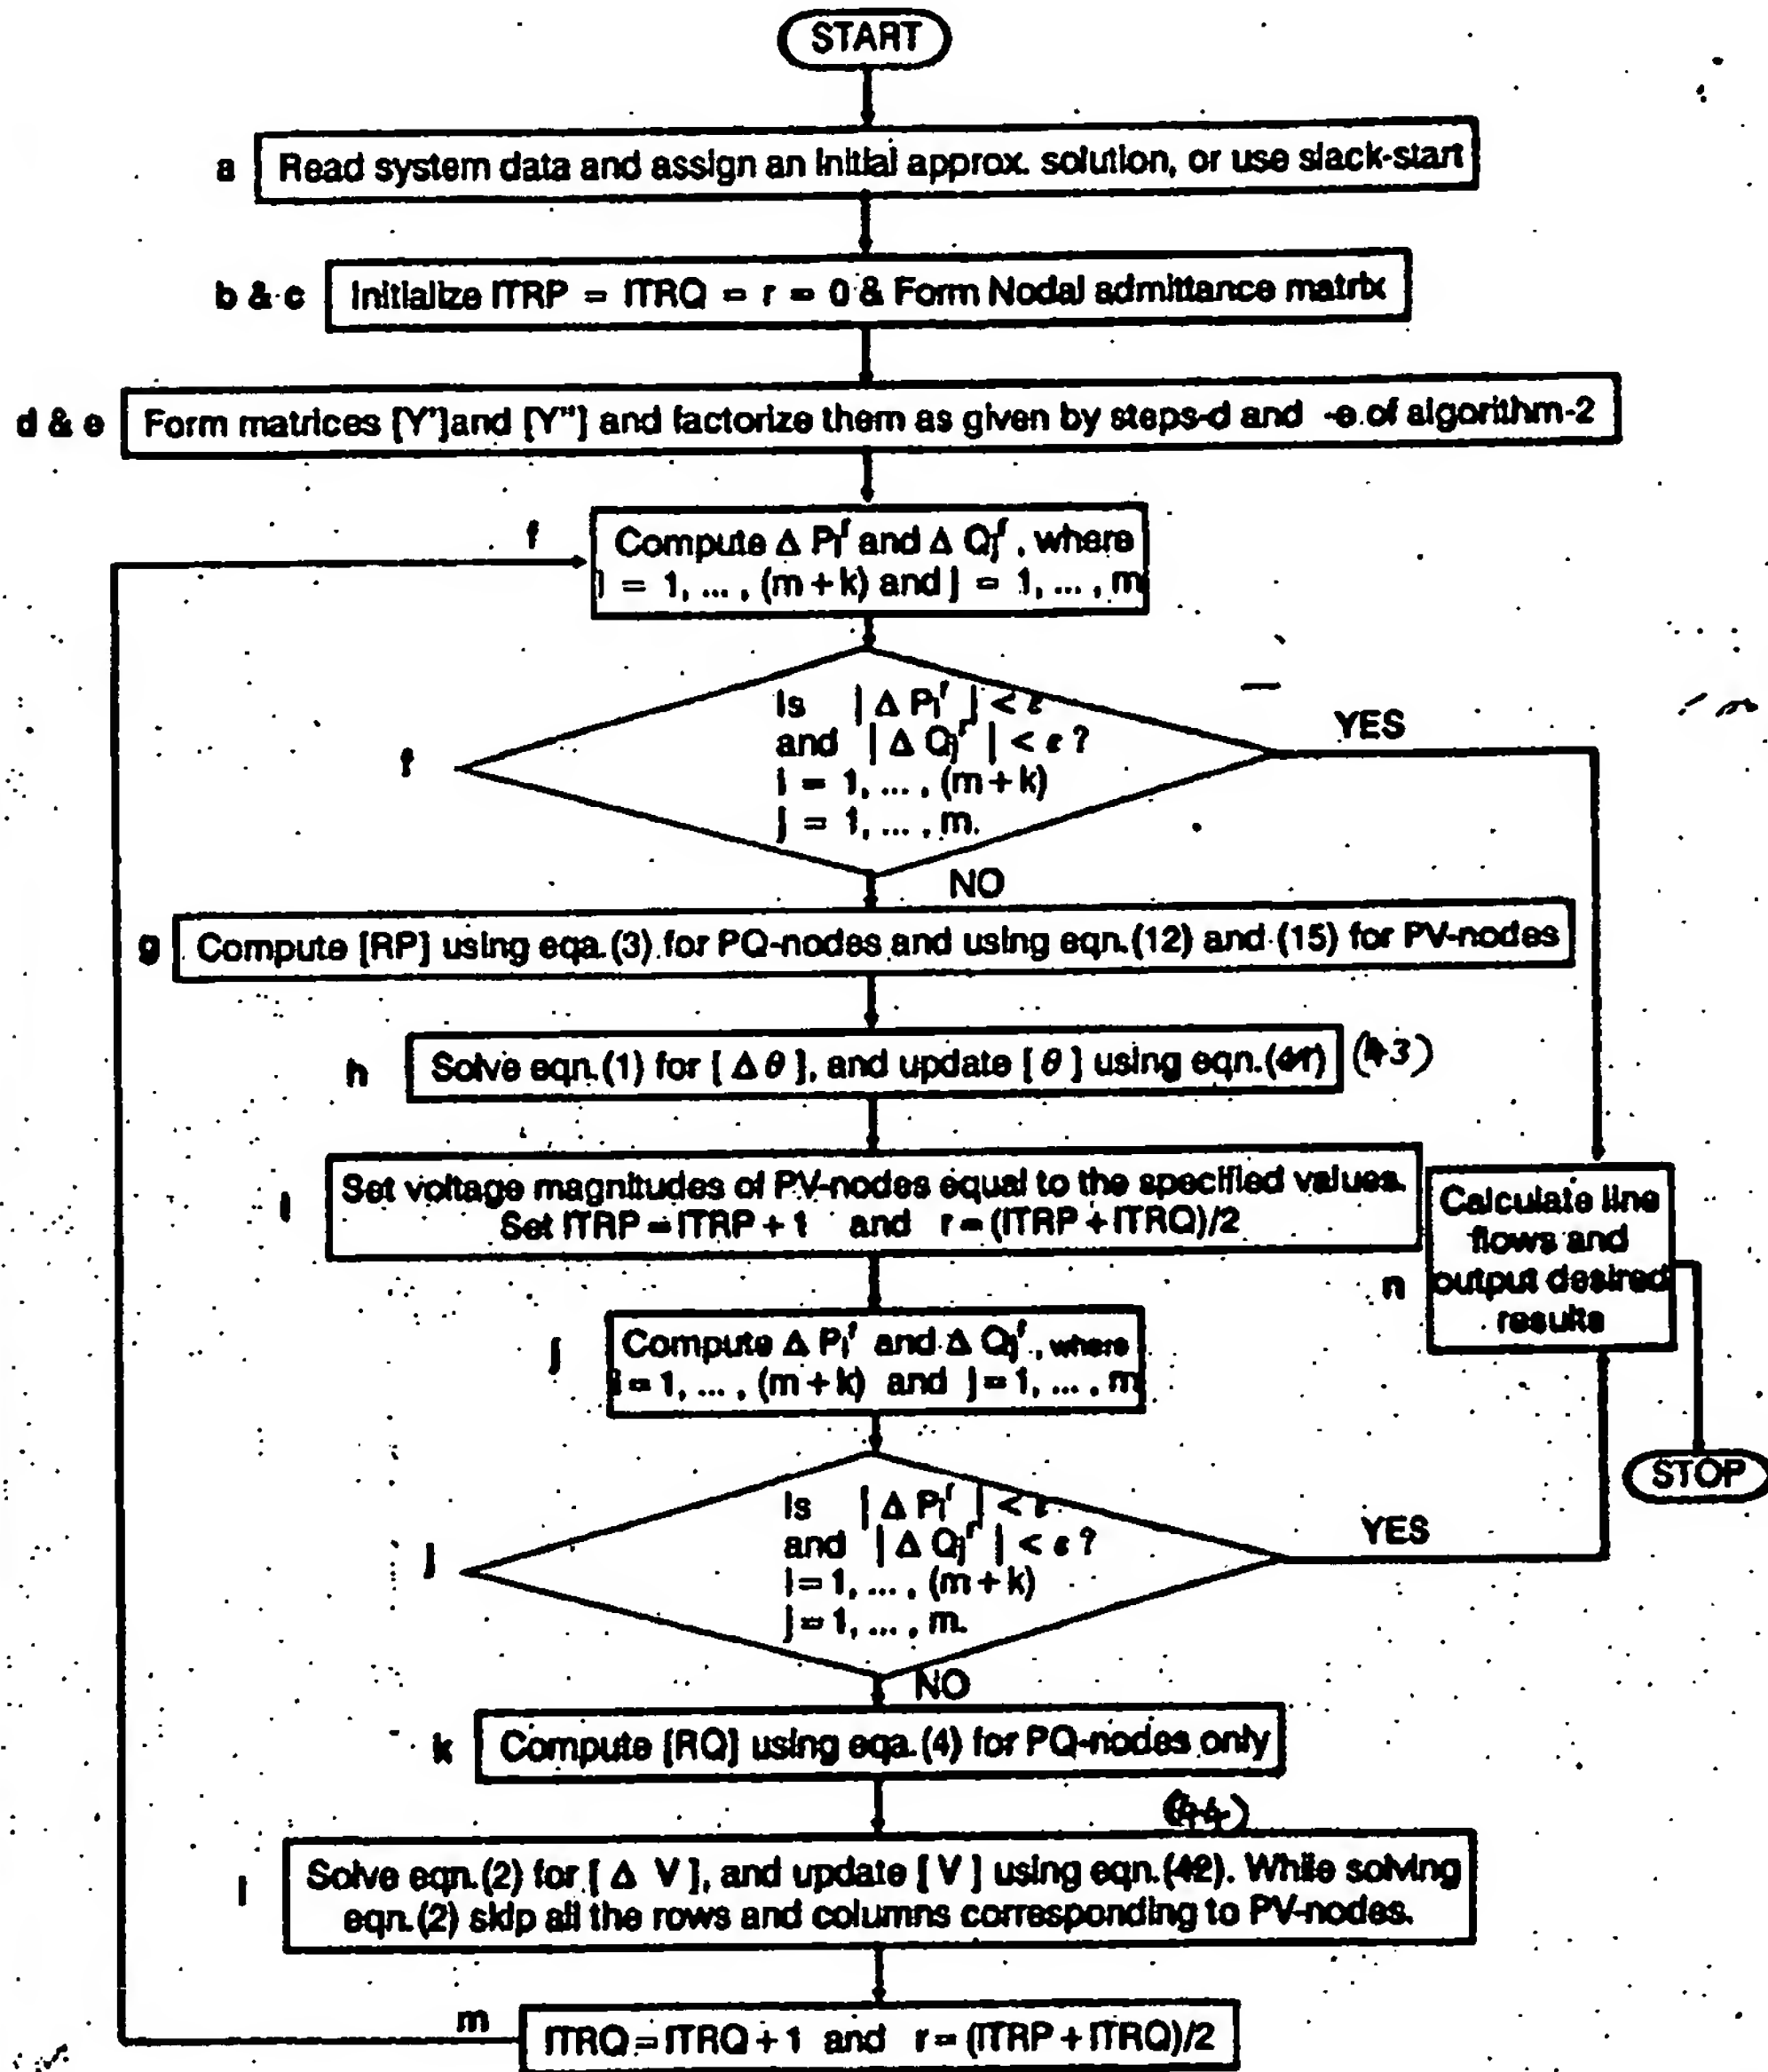 START
a Read system data and assign an initial approx. solution, or use slack-start
b & c Initialize ITRP = ITRQ = r = 0 & Form Nodal admittance matrix
d & e Form matrices [Y'] and [Y"] and factorize them as given by steps-d and -e of algorithm-2
f Compute Δ Pi^r and Δ Qj^r, where
i = 1, ... , (m + k) and j = 1, ... , m
f
Is | Δ Pi^r | < ε
and | Δ Qj^r | < ε ?
i = 1, ... , (m + k)
j = 1, ... , m.
YES
NO
g Compute [RP] using eqa.(3) for PQ-nodes and using eqn.(12) and (15) for PV-nodes
h Solve eqn.(1) for [ Δ θ ], and update [ θ ] using eqn.(41) (43)
i Set voltage magnitudes of PV-nodes equal to the specified values.
Set ITRP = ITRP + 1 and r = (ITRP + ITRQ)/2
n Calculate line
flows and
output desired
results
j Compute Δ Pi^r and Δ Qj^r, where
i = 1, ... , (m + k) and j = 1, ... , m
STOP
j
Is | Δ Pi^r | < ε
and | Δ Qj^r | < ε ?
i = 1, ... , (m + k)
j = 1, ... , m.
YES
NO
k Compute [RQ] using eqa.(4) for PQ-nodes only
(44)
l Solve eqn.(2) for [ Δ V ], and update [ V ] using eqn.(42). While solving
eqn.(2) skip all the rows and columns corresponding to PV-nodes.
m ITRQ = ITRQ + 1 and r = (ITRP + ITRQ)/2